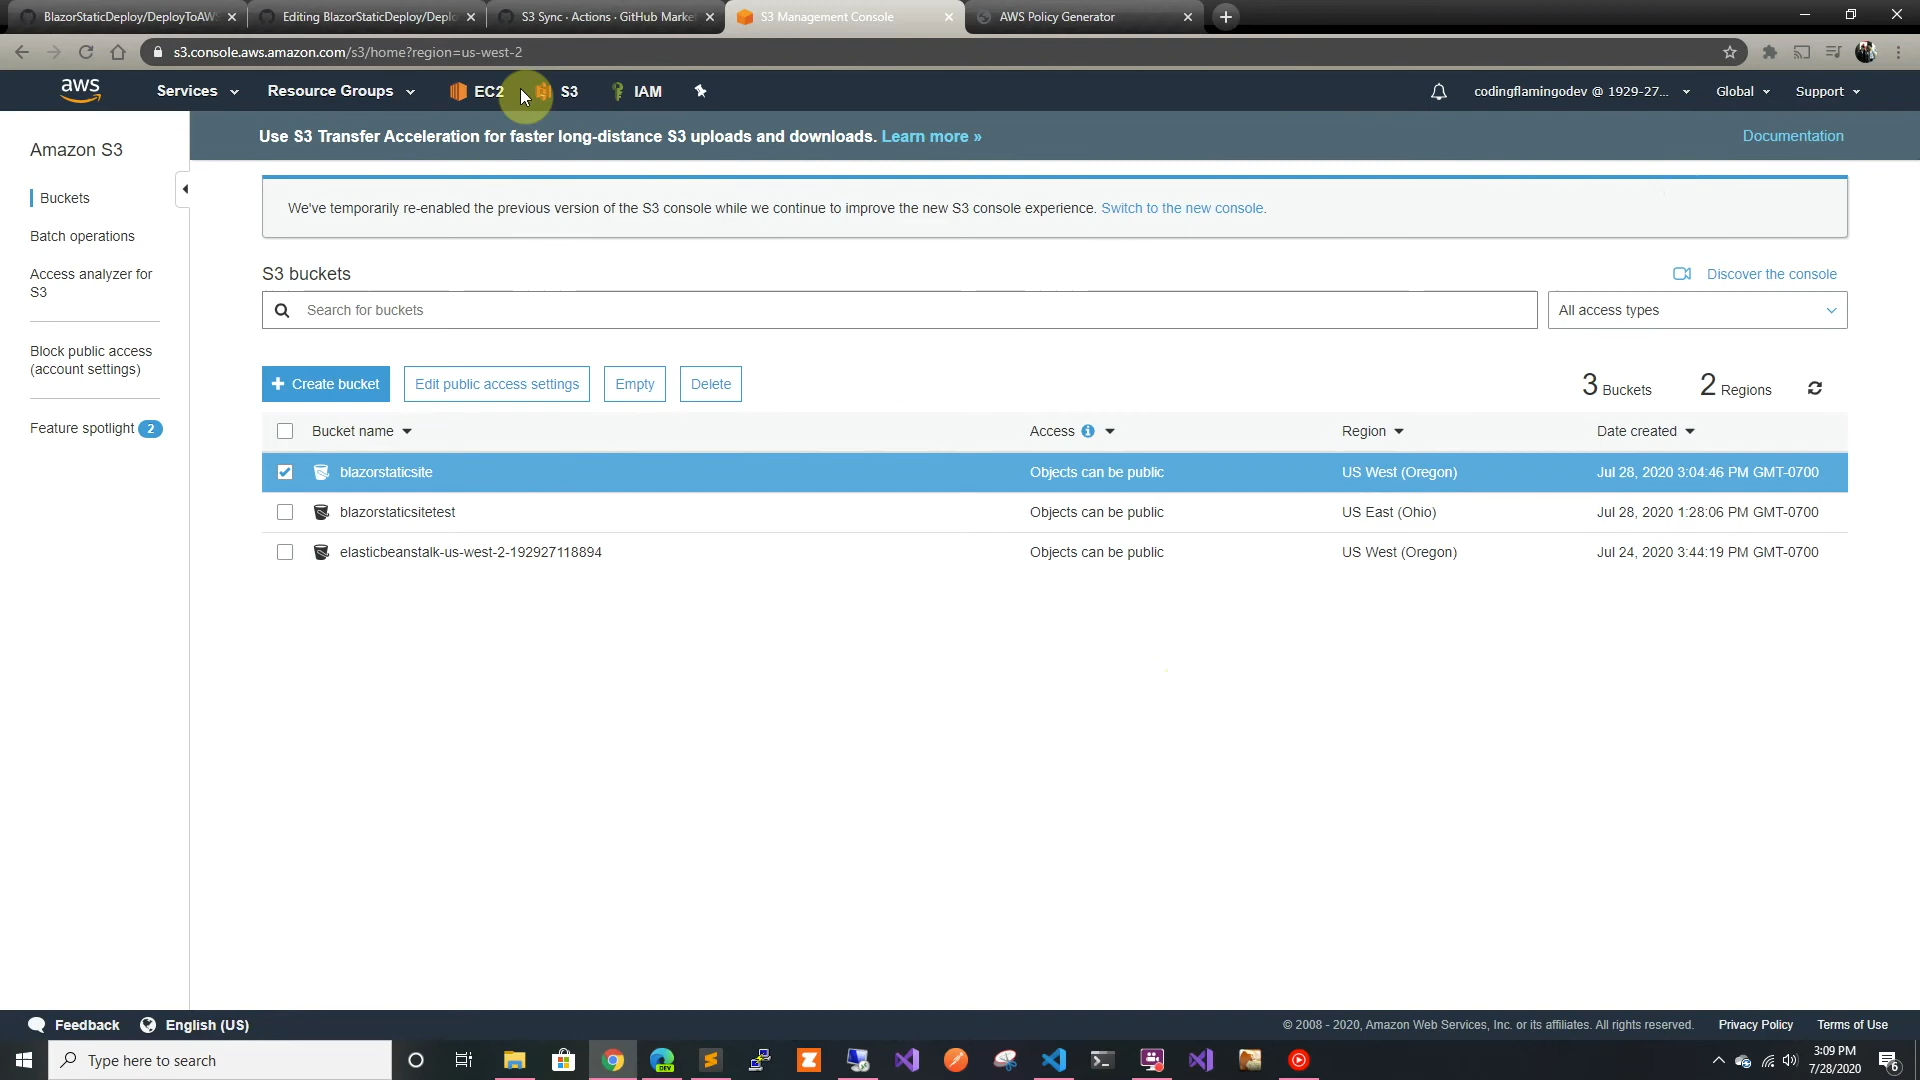 BlazorStaticDeploy/DeployToAWS
Editing BlazorStaticDeploy/Deplo
S3 Sync · Actions · GitHub Marke
S3 Management Console
AWS Policy Generator
s3.console.aws.amazon.com/s3/home?region=us-west-2
aws
Services
Resource Groups
EC2
S3
IAM
codingflamingodev @ 1929-27...
Global
Support
Amazon S3
Buckets
Batch operations
Access analyzer for
S3
Block public access
(account settings)
Feature spotlight 2
Use S3 Transfer Acceleration for faster long-distance S3 uploads and downloads. Learn more »
Documentation
We've temporarily re-enabled the previous version of the S3 console while we continue to improve the new S3 console experience. Switch to the new console.
S3 buckets
Discover the console
Search for buckets
All access types
+ Create bucket
Edit public access settings
Empty
Delete
3 Buckets
2 Regions
Bucket name
Access
Region
Date created
blazorstaticsite
Objects can be public
US West (Oregon)
Jul 28, 2020 3:04:46 PM GMT-0700
blazorstaticsitetest
Objects can be public
US East (Ohio)
Jul 28, 2020 1:28:06 PM GMT-0700
elasticbeanstalk-us-west-2-192927118894
Objects can be public
US West (Oregon)
Jul 24, 2020 3:44:19 PM GMT-0700
Feedback
English (US)
© 2008 - 2020, Amazon Web Services, Inc. or its affiliates. All rights reserved.
Privacy Policy
Terms of Use
Type here to search
DEV
3:09 PM
7/28/2020
6